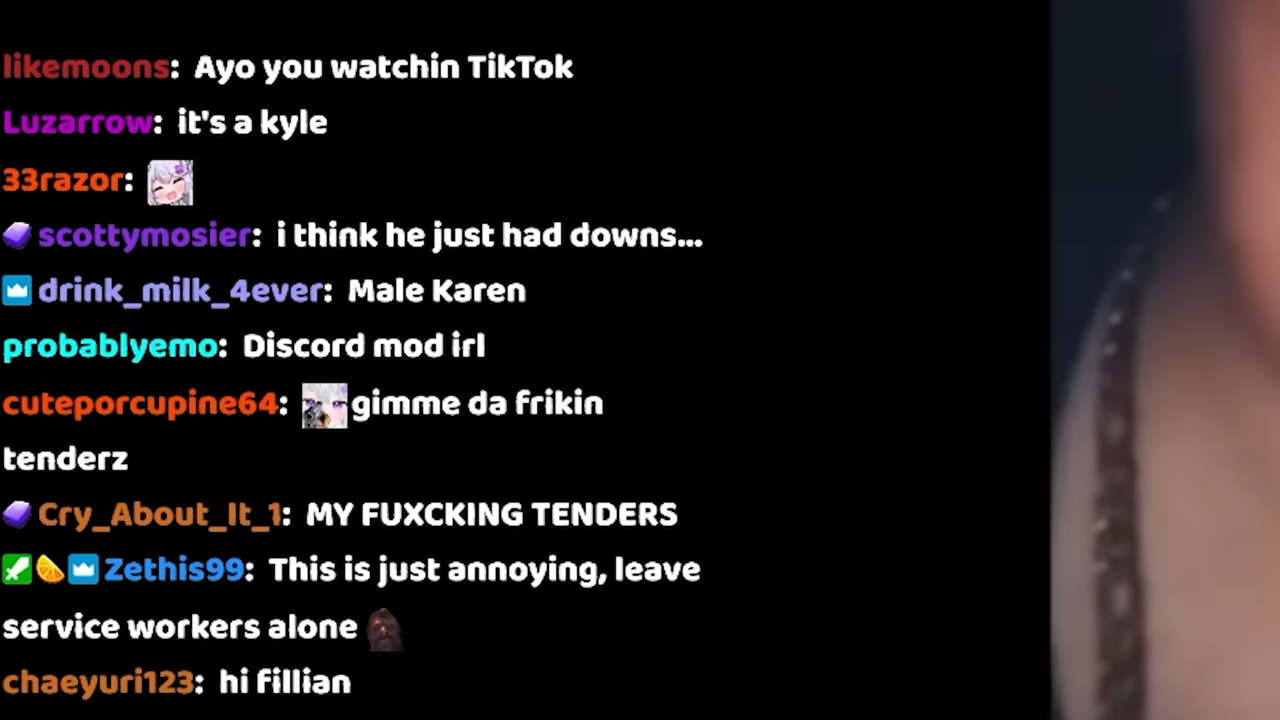 likemoons: Ayo you watchin TikTok
Luzarrow: it's a kyle
33razor:
scottymosier: i think he just had downs...
drink_milk_4ever: Male Karen
probablyemo: Discord mod irl
cuteporcupine64: gimme da frikin
tenderz
Cry_About_It_1: MY FUXCKING TENDERS
Zethis99: This is just annoying, leave
service workers alone
chaeyuri123: hi fillian